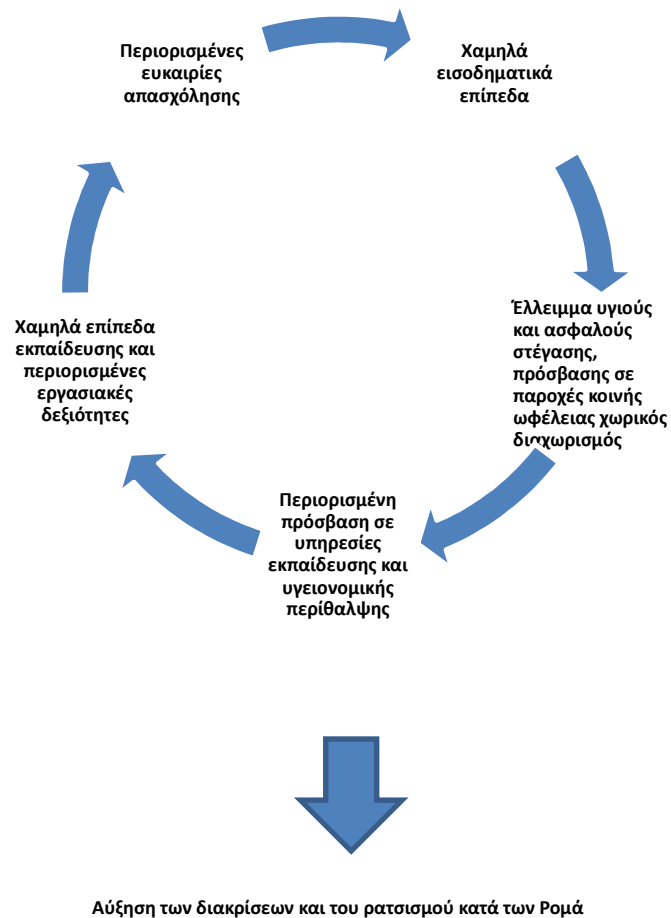 Περιορισμένες
ευκαιρίες
απασχόλησης
Χαμηλά
εισοδηματικά
επίπεδα
Έλλειμμα υγιούς
και ασφαλούς
στέγασης,
πρόσβασης σε
παροχές κοινής
ωφέλειας χωρικός
διαχωρισμός
Περιορισμένη
πρόσβαση σε
υπηρεσίες
εκπαίδευσης και
υγειονομικής
περίθαλψης
Χαμηλά επίπεδα
εκπαίδευσης και
περιορισμένες
εργασιακές
δεξιότητες
Αύξηση των διακρίσεων και του ρατσισμού κατά των Ρομά